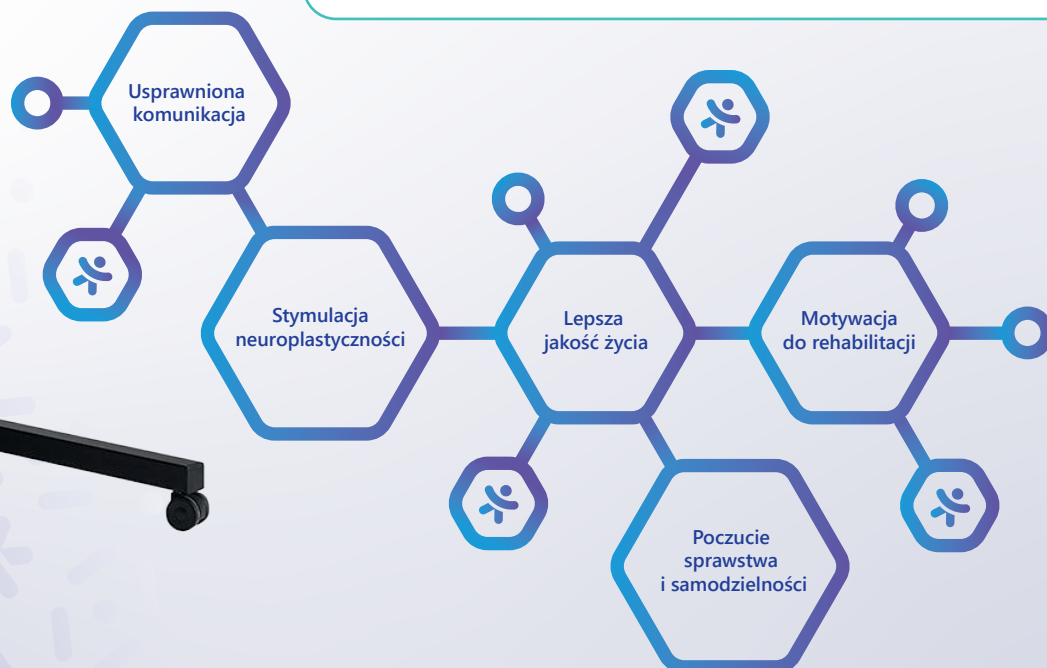 Usprawniona
komunikacja
Stymulacja
neuroplastyczności
Lepsza
jakość życia
Motywacja
do rehabilitacji
Poczucie
sprawstwa
i samodzielności